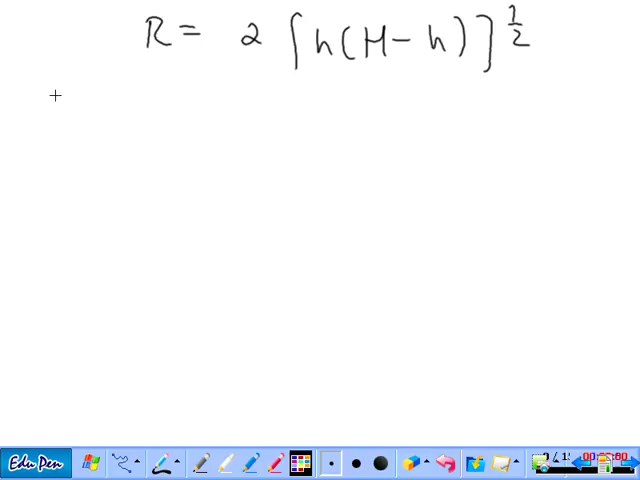 R = 2 [h(H - h)]^{1/2}
Edu Pen